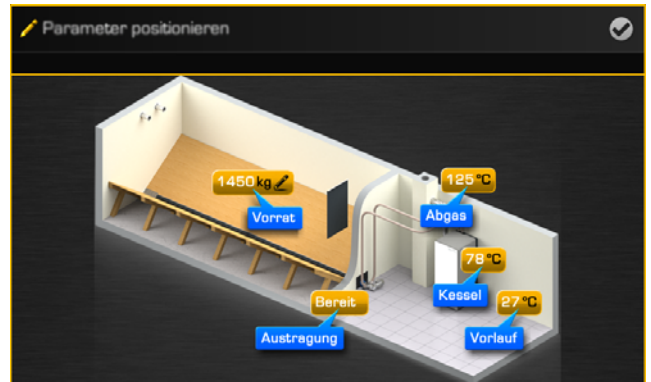 Parameter positionieren
1450 kg
Vorrat
125 °C
Abgas
78 °C
Kessel
Bereit
27 °C
Austragung
Vorlauf